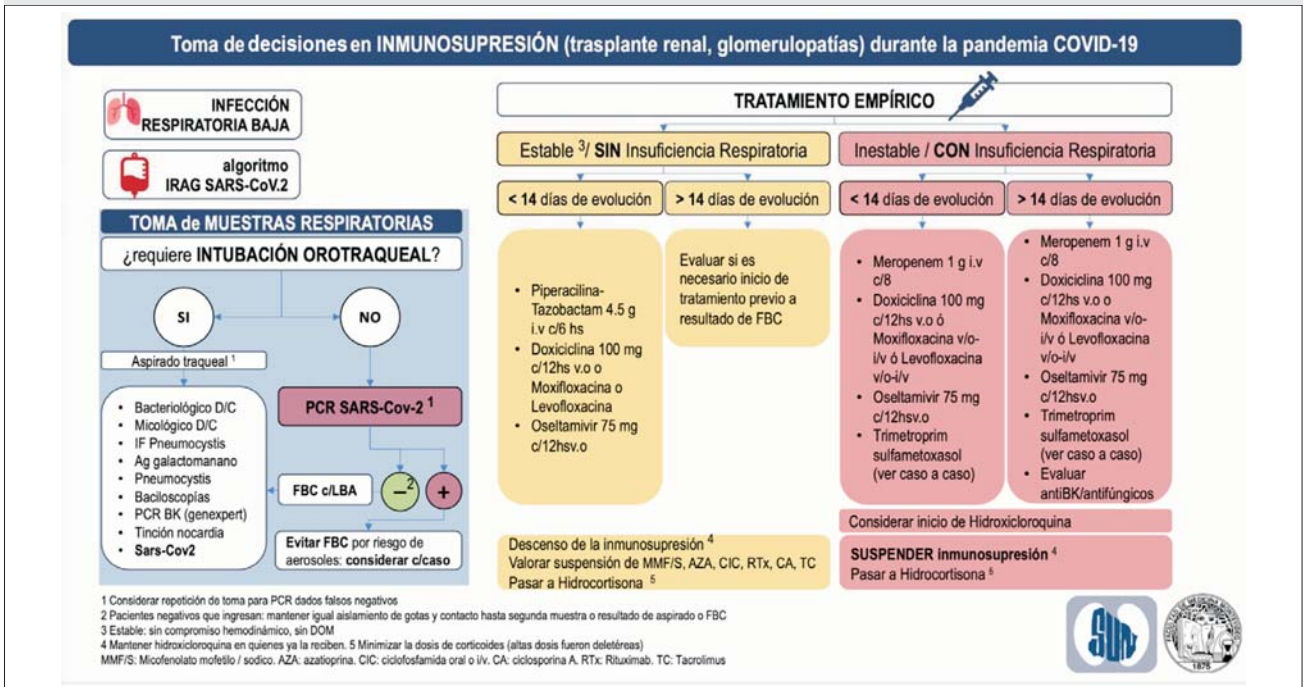 Toma de decisiones en INMUNOSUPRESIÓN (trasplante renal, glomerulopatías) durante la pandemia COVID-19
INFECCIÓN
RESPIRATORIA BAJA
algoritmo
IRAG SARS-CoV.2
TOMA de MUESTRAS RESPIRATORIAS
¿requiere INTUBACIÓN OROTRAQUEAL?
SI
NO
Aspirado traqueal 1
• Bacteriológico D/C
• Micológico D/C
• IF Pneumocystis
• Ag galactomanano
• Pneumocystis
• Baciloscopías
• PCR BK (genexpert)
• Tinción nocardia
• Sars-Cov2
PCR SARS-Cov-2 1
FBC c/LBA
− 2
+
Evitar FBC por riesgo de
aerosoles: considerar c/caso
TRATAMIENTO EMPÍRICO
Estable 3/ SIN Insuficiencia Respiratoria
< 14 días de evolución
> 14 días de evolución
• Piperacilina-
Tazobactam 4.5 g
i.v c/6 hs
• Doxiciclina 100 mg
c/12hs v.o o
Moxifloxacina o
Levofloxacina
• Oseltamivir 75 mg
c/12hsv.o
Evaluar si es
necesario inicio de
tratamiento previo a
resultado de FBC
Descenso de la inmunosupresión 4
Valorar suspensión de MMF/S, AZA, CIC, RTx, CA, TC
Pasar a Hidrocortisona 5
Inestable / CON Insuficiencia Respiratoria
< 14 días de evolución
> 14 días de evolución
• Meropenem 1 g i.v
c/8
• Doxiciclina 100 mg
c/12hs v.o ó
Moxifloxacina v/o-
i/v ó Levofloxacina
v/o-i/v
• Oseltamivir 75 mg
c/12hsv.o
• Trimetroprim
sulfametoxasol
(ver caso a caso)
• Meropenem 1 g i.v
c/8
• Doxiciclina 100 mg
c/12hs v.o o
Moxifloxacina v/o-
i/v ó Levofloxacina
v/o-i/v
• Oseltamivir 75 mg
c/12hsv.o
• Trimetroprim
sulfametoxasol
(ver caso a caso)
• Evaluar
antiBK/antifúngicos
Considerar inicio de Hidroxicloroquina
SUSPENDER inmunosupresión 4
Pasar a Hidrocortisona
1 Considerar repetición de toma para PCR dados falsos negativos
2 Pacientes negativos que ingresan: mantener igual aislamiento de gotas y contacto hasta segunda muestra o resultado de aspirado o FBC
3 Estable: sin compromiso hemodinámico, sin DOM
4 Mantener hidroxicloroquina en quienes ya la reciben. 5 Minimizar la dosis de corticoides (altas dosis fueron deletéreas)
MMF/S: Micofenolato mofetilo / sodico. AZA: azatioprina. CIC: ciclofosfamida oral o i/v. CA: ciclosporina A. RTx: Rituximab. TC: Tacrolimus
SUN
1875